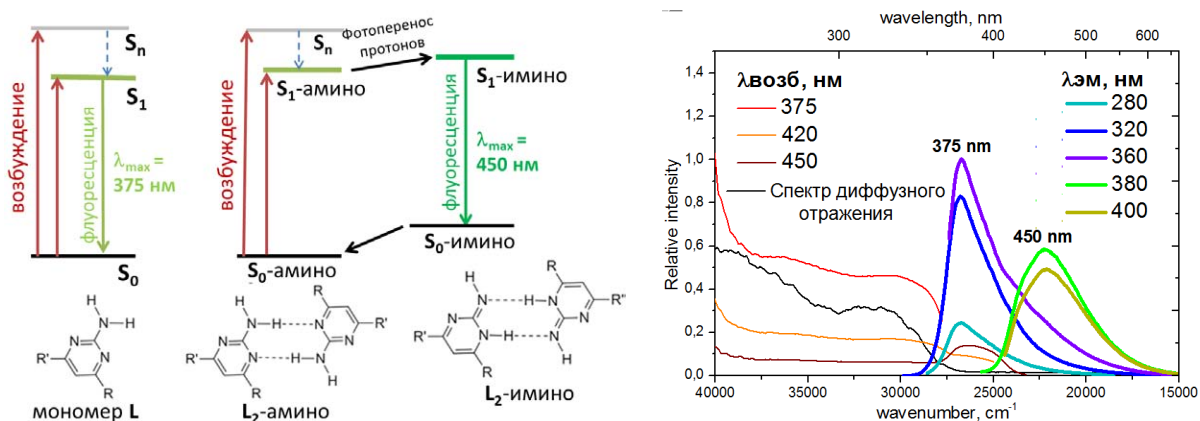 Sn
S1
возбуждение
флуоресценция
λmax =
375 нм
S0
мономер L
H
N
H
N
N
R'
R
Sn
S1-амино
Фотоперенос
протонов
S1-имино
возбуждение
флуоресценция
λmax =
450 нм
S0-имино
S0-амино
H
N
H
R
N
N
R'
R'
N
N
H
N
H
R
L2-амино
R
H
N
H
N
R''
R'
N
N
H
N
N
H
R
L2-имино
wavelength, nm
300
400
500
600
λвозб, нм
375
420
450
Спектр диффузного
отражения
λэм, нм
280
320
360
380
400
375 nm
450 nm
Relative intensity
1,4
1,2
1,0
0,8
0,6
0,4
0,2
0,0
40000
35000
30000
25000
20000
15000
wavenumber, cm-1